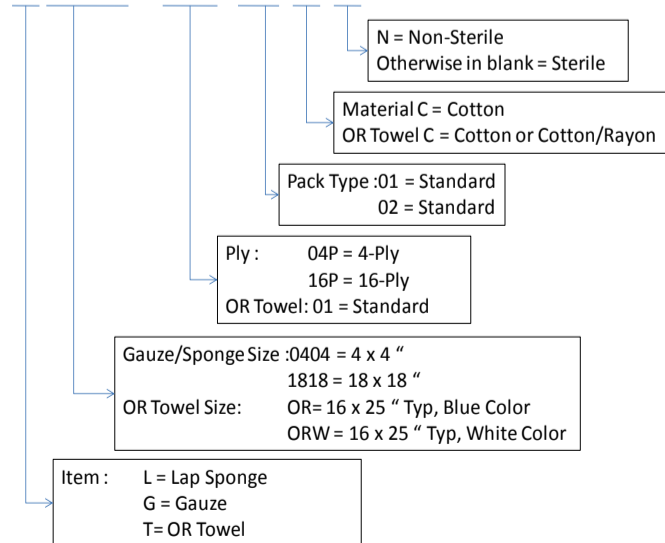 N = Non-Sterile
Otherwise in blank = Sterile
Material C = Cotton
OR Towel C = Cotton or Cotton/Rayon
Pack Type :01 = Standard
02 = Standard
Ply : 04P = 4-Ply
16P = 16-Ply
OR Towel: 01 = Standard
Gauze/Sponge Size :0404 = 4 x 4 “
1818 = 18 x 18 “
OR Towel Size: OR= 16 x 25 “ Typ, Blue Color
ORW = 16 x 25 “ Typ, White Color
Item : L = Lap Sponge
G = Gauze
T= OR Towel